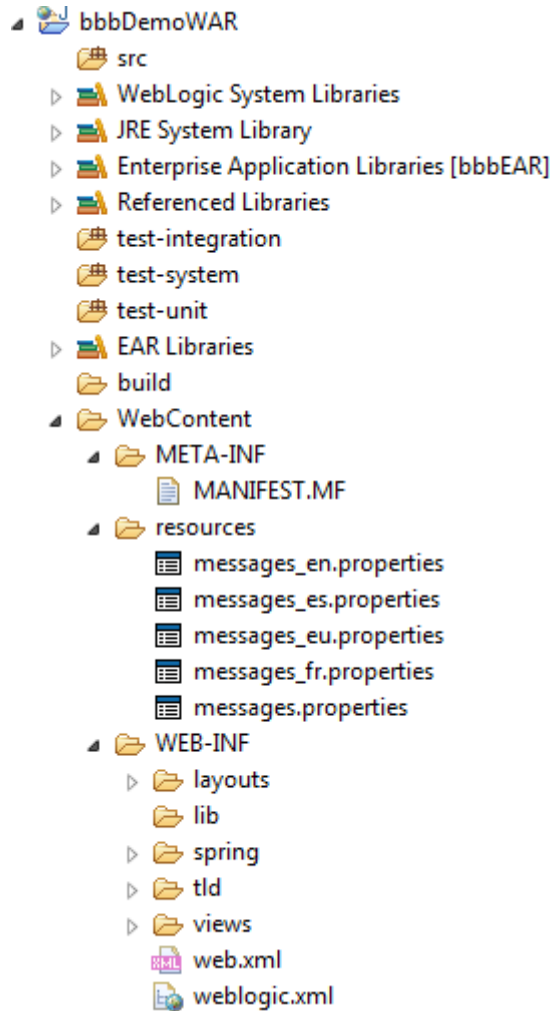 bbbDemoWAR
src
WebLogic System Libraries
JRE System Library
Enterprise Application Libraries [bbbEAR]
Referenced Libraries
test-integration
test-system
test-unit
EAR Libraries
build
WebContent
META-INF
MANIFEST.MF
resources
messages_en.properties
messages_es.properties
messages_eu.properties
messages_fr.properties
messages.properties
WEB-INF
layouts
lib
spring
tld
views
web.xml
weblogic.xml